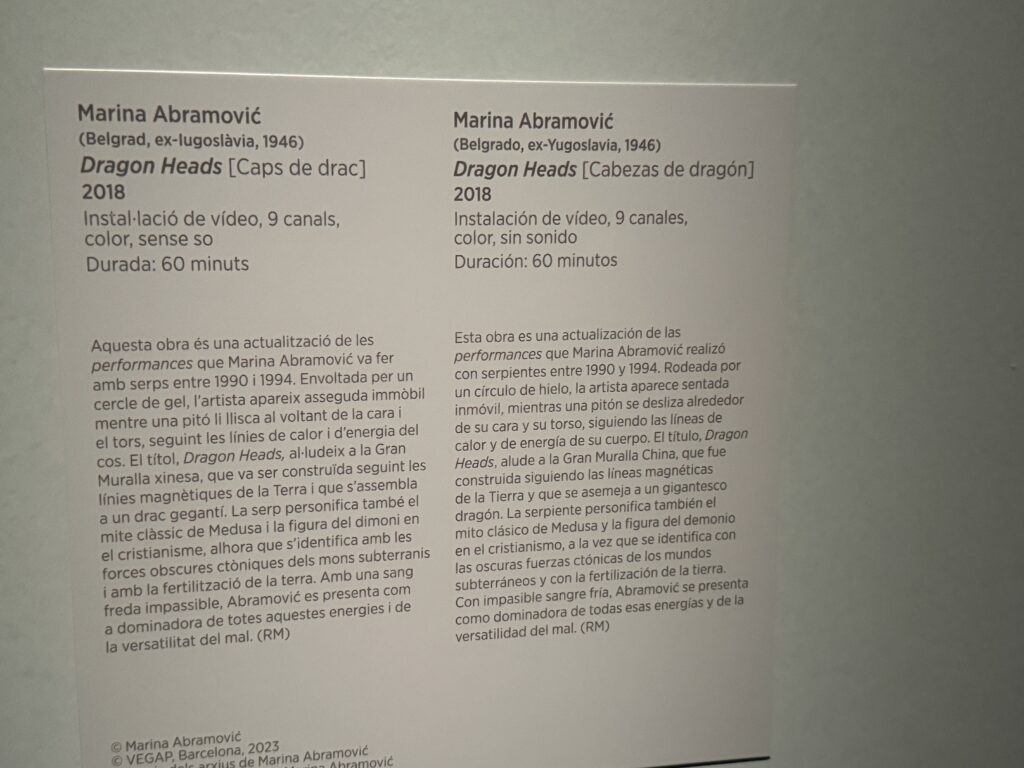 Marina Abramović
(Belgrad, ex-Iugoslàvia, 1946)
Dragon Heads [Caps de drac]
2018
Instal·lació de vídeo, 9 canals,
color, sense so
Durada: 60 minuts
Aquesta obra és una actualització de les
performances que Marina Abramović va fer
amb serps entre 1990 i 1994. Envoltada per un
cercle de gel, l'artista apareix asseguda immòbil
mentre una pitó li llisca al voltant de la cara i
el tors, seguint les línies de calor i d'energia del
cos. El títol, Dragon Heads, al·ludeix a la Gran
Muralla xinesa, que va ser construïda seguint les
línies magnètiques de la Terra i que s'assembla
a un drac gegantí. La serp personifica també el
mite clàssic de Medusa i la figura del dimoni en
el cristianisme, alhora que s'identifica amb les
forces obscures ctòniques dels mons subterranis
i amb la fertilització de la terra. Amb una sang
freda impassible, Abramović es presenta com
a dominadora de totes aquestes energies i de
la versatilitat del mal. (RM)
© Marina Abramović
© VEGAP, Barcelona, 2023
dels arxius de Marina Abramović
Marina Abramović
Marina Abramović
(Belgrado, ex-Yugoslavia, 1946)
Dragon Heads [Cabezas de dragón]
2018
Instalación de vídeo, 9 canales,
color, sin sonido
Duración: 60 minutos
Esta obra es una actualización de las
performances que Marina Abramović realizó
con serpientes entre 1990 y 1994. Rodeada por
un círculo de hielo, la artista aparece sentada
inmóvil, mientras una pitón se desliza alrededor
de su cara y su torso, siguiendo las líneas de
calor y de energía de su cuerpo. El título, Dragon
Heads, alude a la Gran Muralla China, que fue
construida siguiendo las líneas magnéticas
de la Tierra y que se asemeja a un gigantesco
dragón. La serpiente personifica también el
mito clásico de Medusa y la figura del demonio
en el cristianismo, a la vez que se identifica con
las oscuras fuerzas ctónicas de los mundos
subterráneos y con la fertilización de la tierra.
Con impasible sangre fría, Abramović se presenta
como dominadora de todas esas energías y de la
versatilidad del mal. (RM)